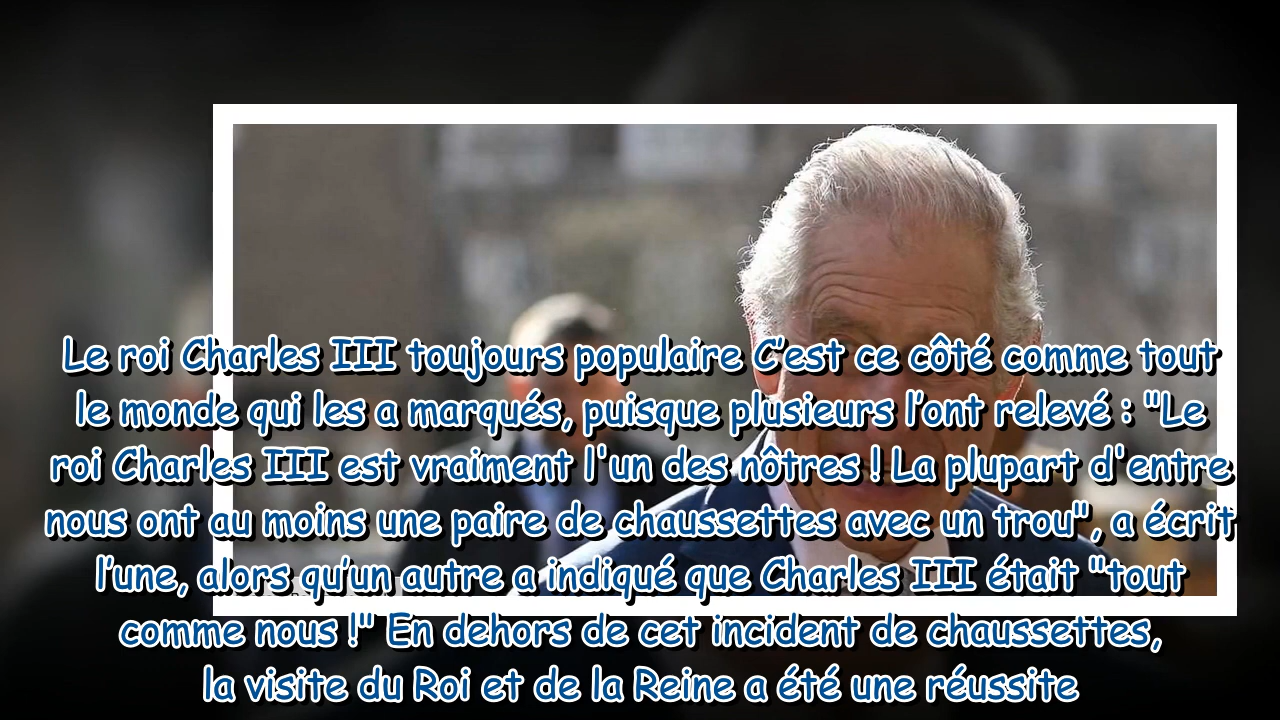 Le roi Charles III toujours populaire C’est ce côté comme tout
le monde qui les a marqués, puisque plusieurs l’ont relevé : "Le
roi Charles III est vraiment l'un des nôtres ! La plupart d'entre
nous ont au moins une paire de chaussettes avec un trou", a écrit
l’une, alors qu’un autre a indiqué que Charles III était "tout
comme nous !" En dehors de cet incident de chaussettes,
la visite du Roi et de la Reine a été une réussite